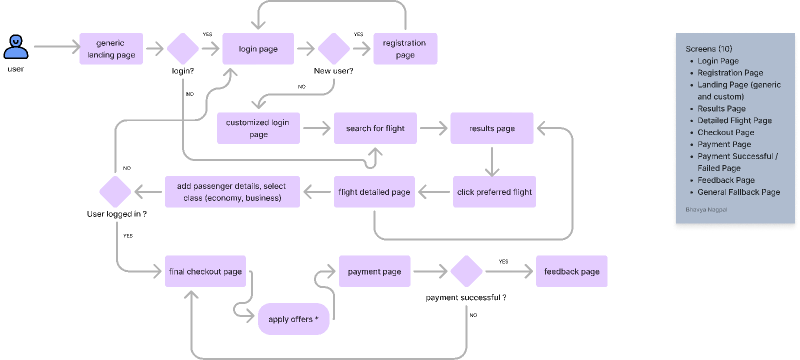 generic
landing page
YES
login page
YES
registration
page
user
login?
New user?
NO
NO
customized login
page
search for flight
results page
NO
add passenger details, select
class (economy, business)
flight detailed page
click preferred flight
User logged in ?
YES
final checkout page
payment page
YES
feedback page
payment successful ?
apply offers *
NO
Screens (10)
• Login Page
• Registration Page
• Landing Page (generic
and custom)
• Results Page
• Detailed Flight Page
• Checkout Page
• Payment Page
• Payment Successful /
Failed Page
• Feedback Page
• General Fallback Page
Bhavya Nagpal